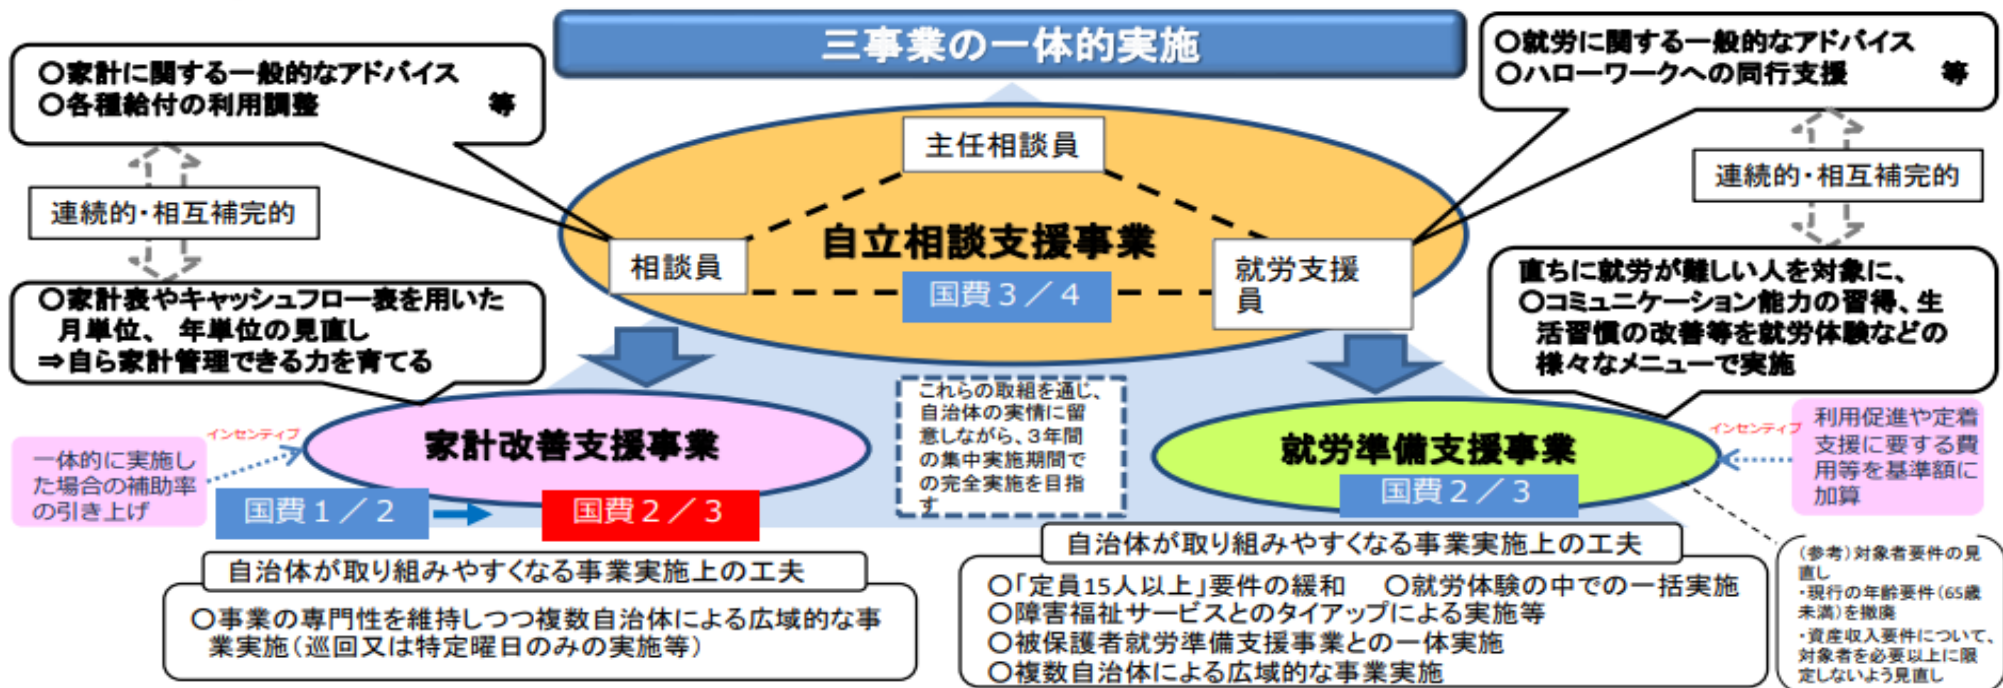 三事業の一体的実施
○家計に関する一般的なアドバイス
○各種給付の利用調整　等
○就労に関する一般的なアドバイス
○ハローワークへの同行支援　等
主任相談員
連続的・相互補完的
連続的・相互補完的
自立相談支援事業
相談員
就労支援
員
国費３／４
○家計表やキャッシュフロー表を用いた
月単位、 年単位の見直し
⇒自ら家計管理できる力を育てる
直ちに就労が難しい人を対象に、
○コミュニケーション能力の習得、生
活習慣の改善等を就労体験などの
様々なメニューで実施
これらの取組を通じ、
自治体の実情に留
意しながら、３年間
の集中実施期間で
の完全実施を目指
す
インセンティブ
一体的に実施し
た場合の補助率
の引き上げ
家計改善支援事業
国費１／２
国費２／３
就労準備支援事業
国費２／３
インセンティブ
利用促進や定着
支援に要する費
用等を基準額に
加算
自治体が取り組みやすくなる事業実施上の工夫
○事業の専門性を維持しつつ複数自治体による広域的な事
業実施（巡回又は特定曜日のみの実施等）
自治体が取り組みやすくなる事業実施上の工夫
○「定員15人以上」要件の緩和　○就労体験の中での一括実施
○障害福祉サービスとのタイアップによる実施等
○被保護者就労準備支援事業との一体実施
○複数自治体による広域的な事業実施
（参考）対象者要件の見
直し
・現行の年齢要件（65歳
未満）を撤廃
・資産収入要件について、
対象者を必要以上に限
定しないよう見直し